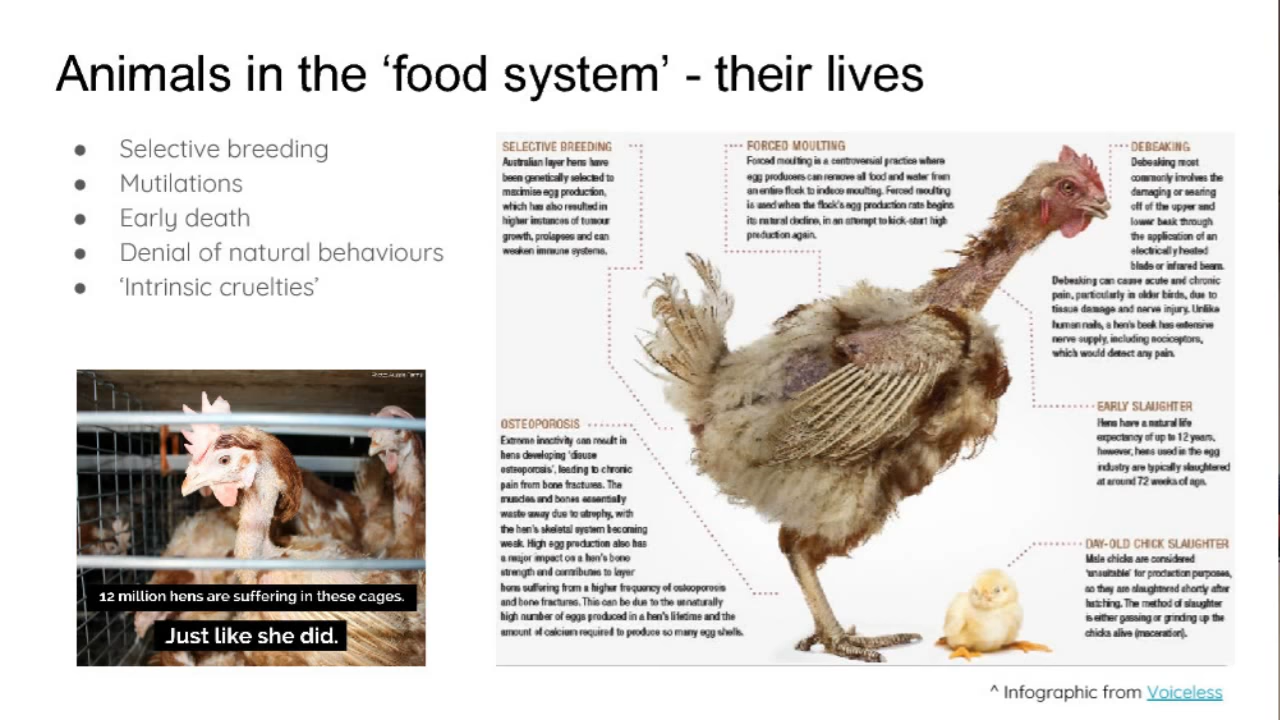 Animals in the ‘food system’ - their lives
● Selective breeding
● Mutilations
● Early death
● Denial of natural behaviours
● ‘Intrinsic cruelties’
12 million hens are suffering in these cages.
Just like she did.
SELECTIVE BREEDING
Australian layer hens have
been genetically selected to
maximise egg production,
which has also resulted in
higher instances of tumour
growth, prolapses and can
weaken immune systems.
FORCED MOULTING
Forced moulting is a controversial practice where
egg producers can remove all food and water from
an entire flock to induce moulting. Forced moulting
is used when the flock's egg production rate begins
its natural decline, in an attempt to kick-start high
production again.
DEBEAKING
Debeaking most
commonly involves the
damaging or searing
off of the upper and
lower beak through
the application of an
electrically heated
blade or infrared beam.
Debeaking can cause acute and chronic
pain, particularly in older birds, due to
tissue damage and nerve injury. Unlike
human nails, a hen's beak has extensive
nerve supply, including nociceptors,
which would detect any pain.
OSTEOPOROSIS
Extreme inactivity can result in
hens developing 'disuse
osteoporosis', leading to chronic
pain from bone fractures. The
muscles and bones essentially
waste away due to atrophy, with
the hen's skeletal system becoming
weak. High egg production also has
a major impact on a hen's bone
strength and contributes to layer
hens suffering from a higher frequency of osteoporosis
and bone fractures. This can be due to the unnaturally
high number of eggs produced in a hen's lifetime and the
amount of calcium required to produce so many egg shells.
EARLY SLAUGHTER
Hens have a natural life
expectancy of up to 12 years,
however, hens used in the egg
industry are typically slaughtered
at around 72 weeks of age.
DAY-OLD CHICK SLAUGHTER
Male chicks are considered
'unsuitable' for production purposes,
so they are slaughtered shortly after
hatching. The method of slaughter
is either gassing or grinding up the
chicks alive (maceration).
^ Infographic from Voiceless